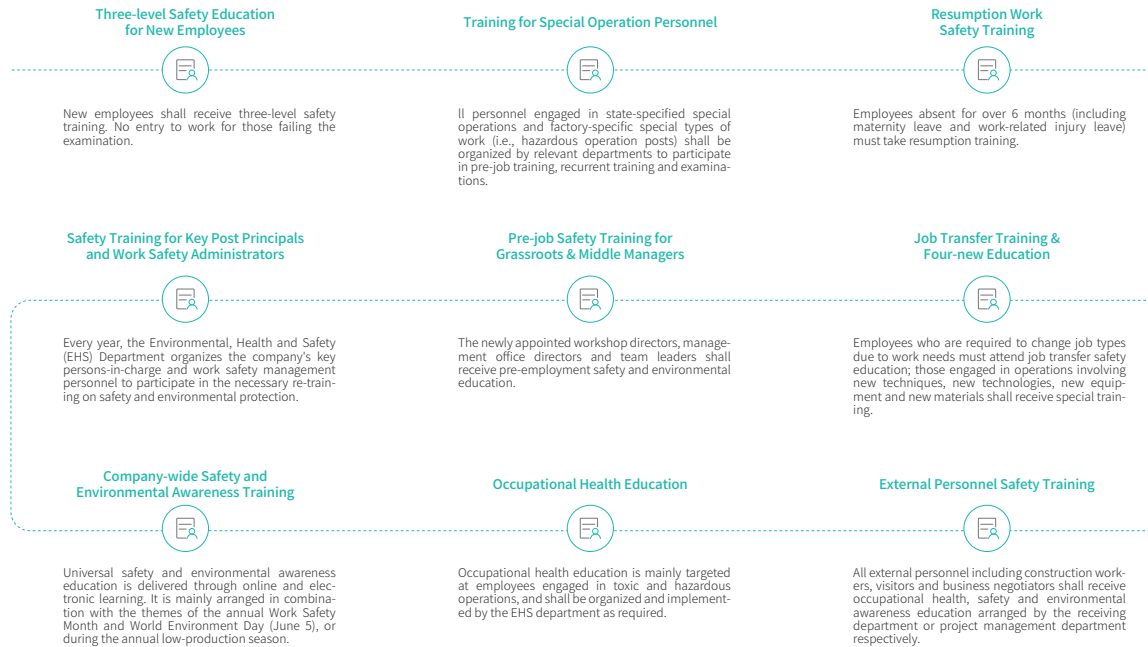 Three-level Safety Education
for New Employees
New employees shall receive three-level safety
training. No entry to work for those failing the
examination.
Training for Special Operation Personnel
ll personnel engaged in state-specified special
operations and factory-specific special types of
work (i.e., hazardous operation posts) shall be
organized by relevant departments to participate
in pre-job training, recurrent training and examina-
tions.
Resumption Work
Safety Training
Employees absent for over 6 months (including
maternity leave and work-related injury leave)
must take resumption training.
Safety Training for Key Post Principals
and Work Safety Administrators
Every year, the Environmental, Health and Safety
(EHS) Department organizes the company's key
persons-in-charge and work safety management
personnel to participate in the necessary re-train-
ing on safety and environmental protection.
Pre-job Safety Training for
Grassroots & Middle Managers
The newly appointed workshop directors, manage-
ment office directors and team leaders shall
receive pre-employment safety and environmental
education.
Job Transfer Training &
Four-new Education
Employees who are required to change job types
due to work needs must attend job transfer safety
education; those engaged in operations involving
new techniques, new technologies, new equip-
ment and new materials shall receive special train-
ing.
Company-wide Safety and
Environmental Awareness Training
Universal safety and environmental awareness
education is delivered through online and elec-
tronic learning. It is mainly arranged in combina-
tion with the themes of the annual Work Safety
Month and World Environment Day (June 5), or
during the annual low-production season.
Occupational Health Education
Occupational health education is mainly targeted
at employees engaged in toxic and hazardous
operations, and shall be organized and implement-
ed by the EHS department as required.
External Personnel Safety Training
All external personnel including construction work-
ers, visitors and business negotiators shall receive
occupational health, safety and environmental
awareness education arranged by the receiving
department or project management department
respectively.